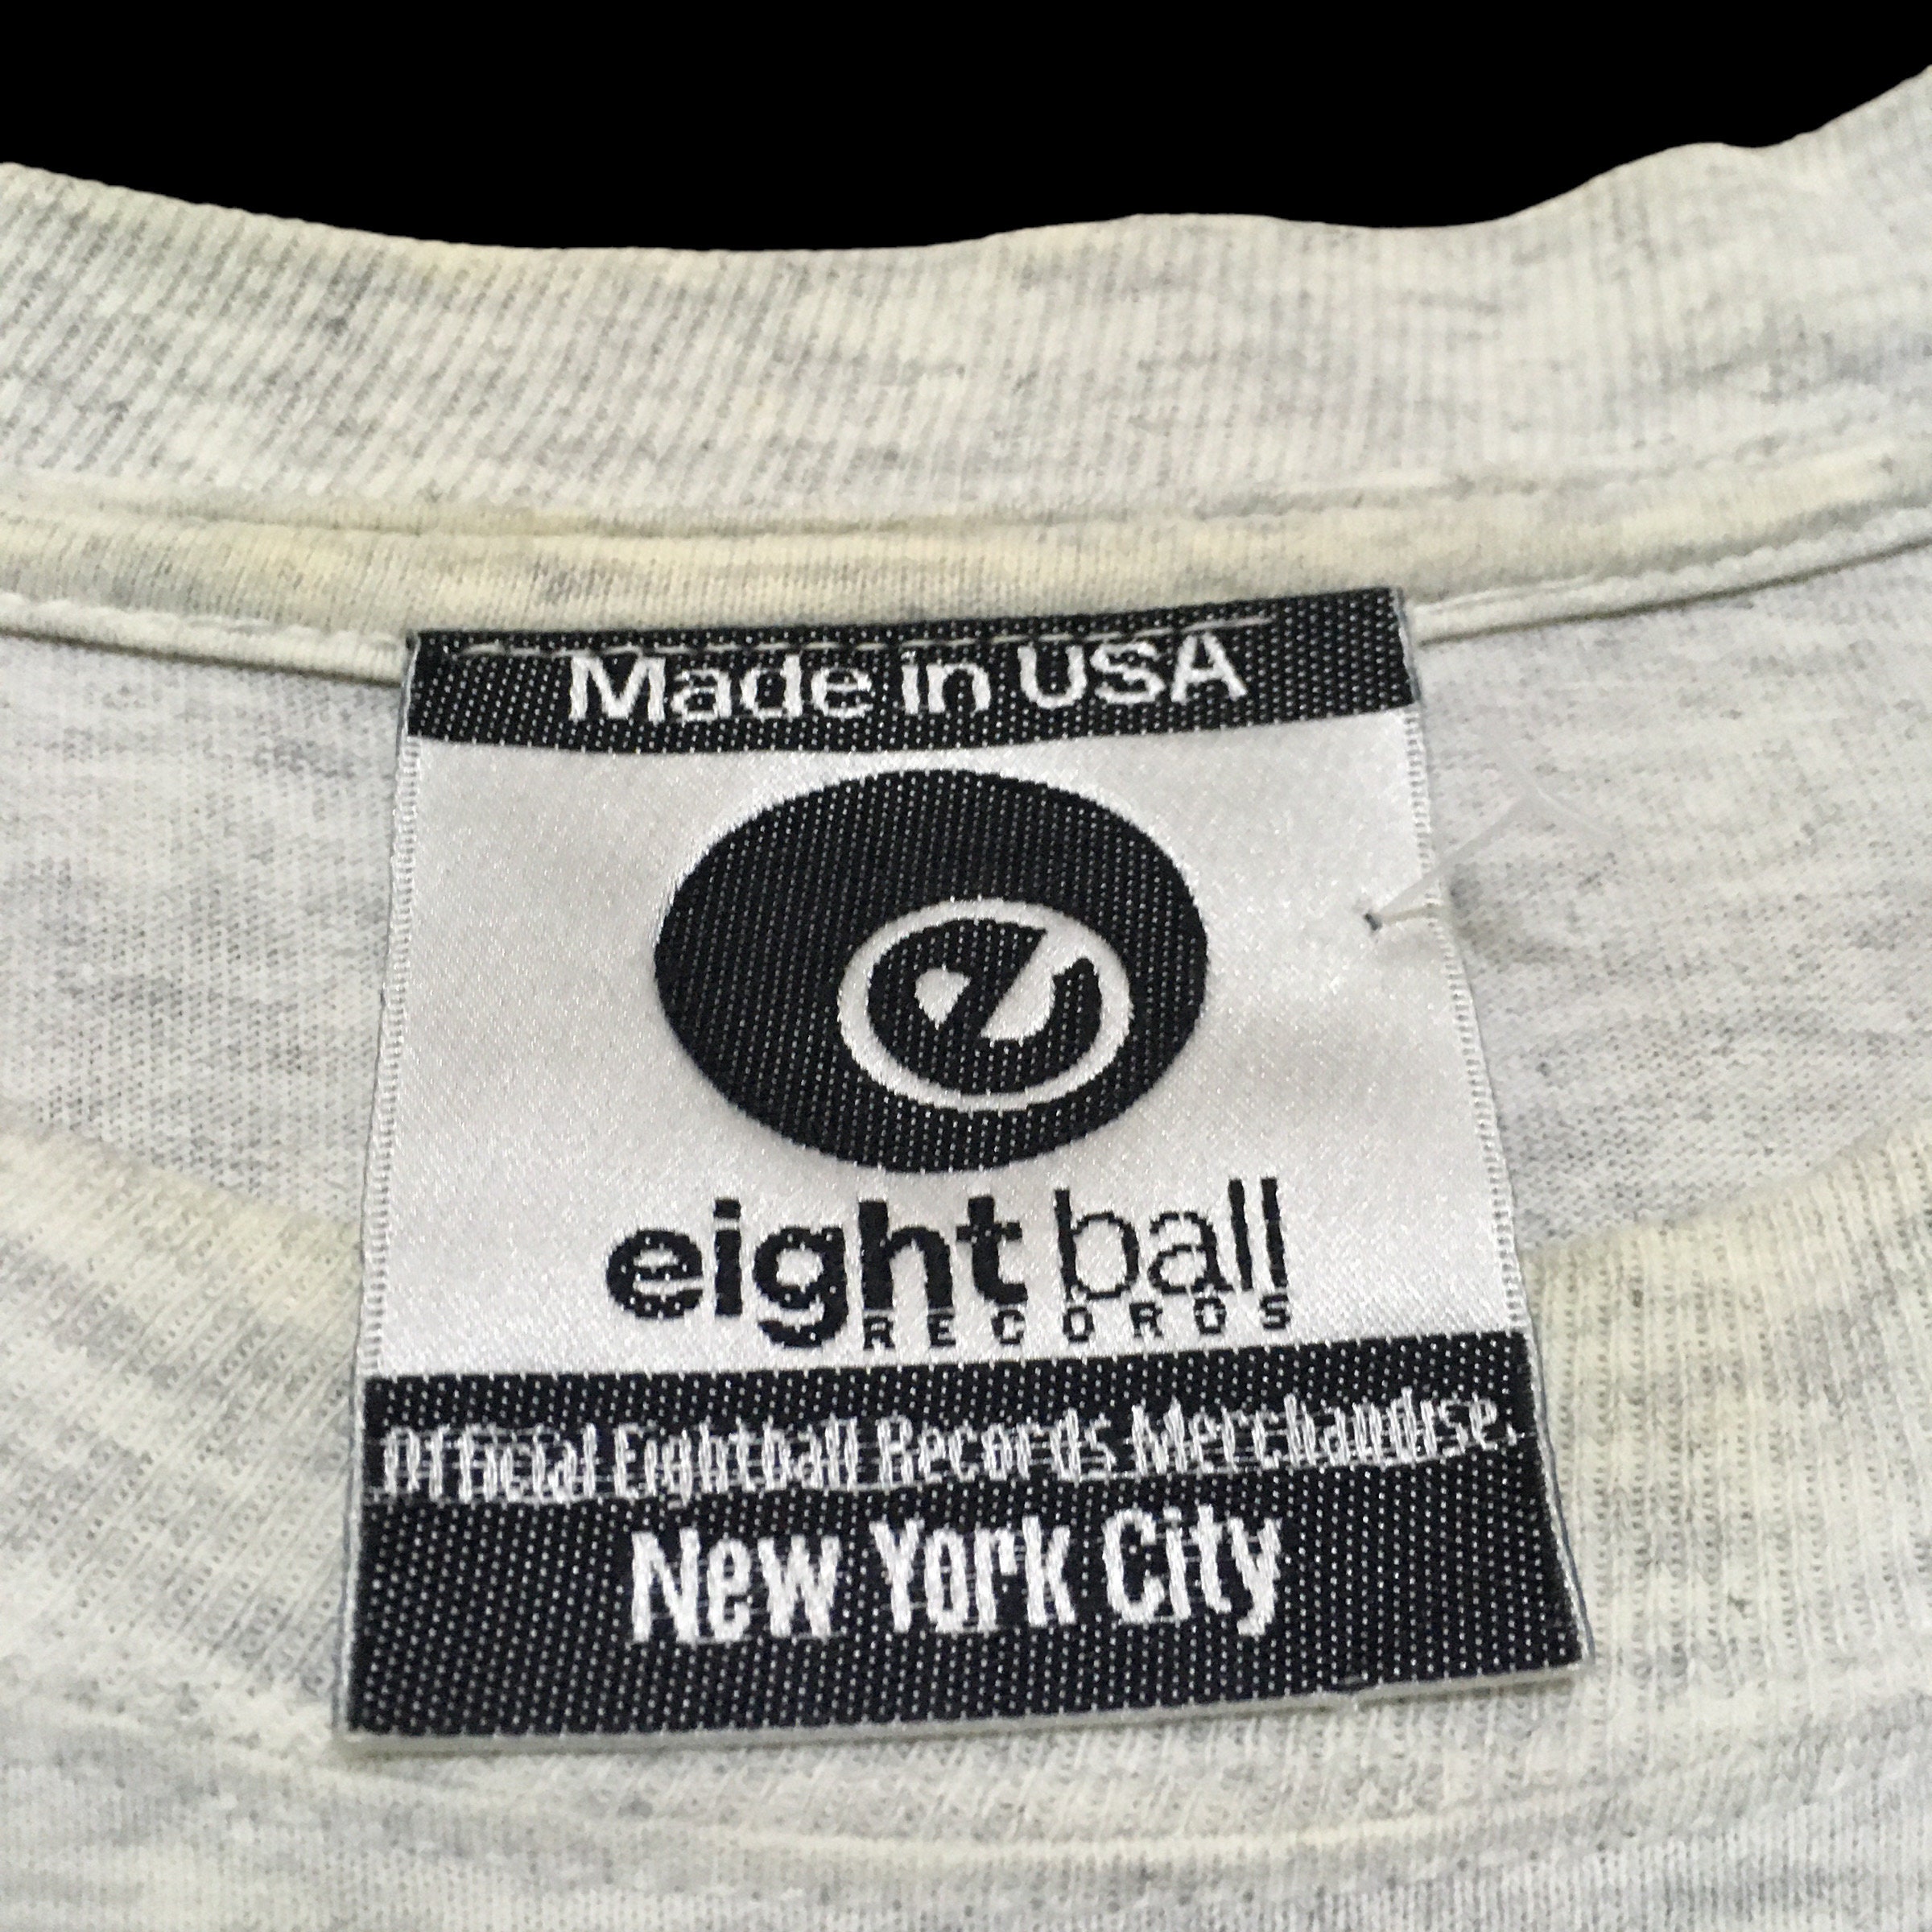 Made in USA
e
eight ball
RECORDS
Official Eightball Records Merchandise.
New York City